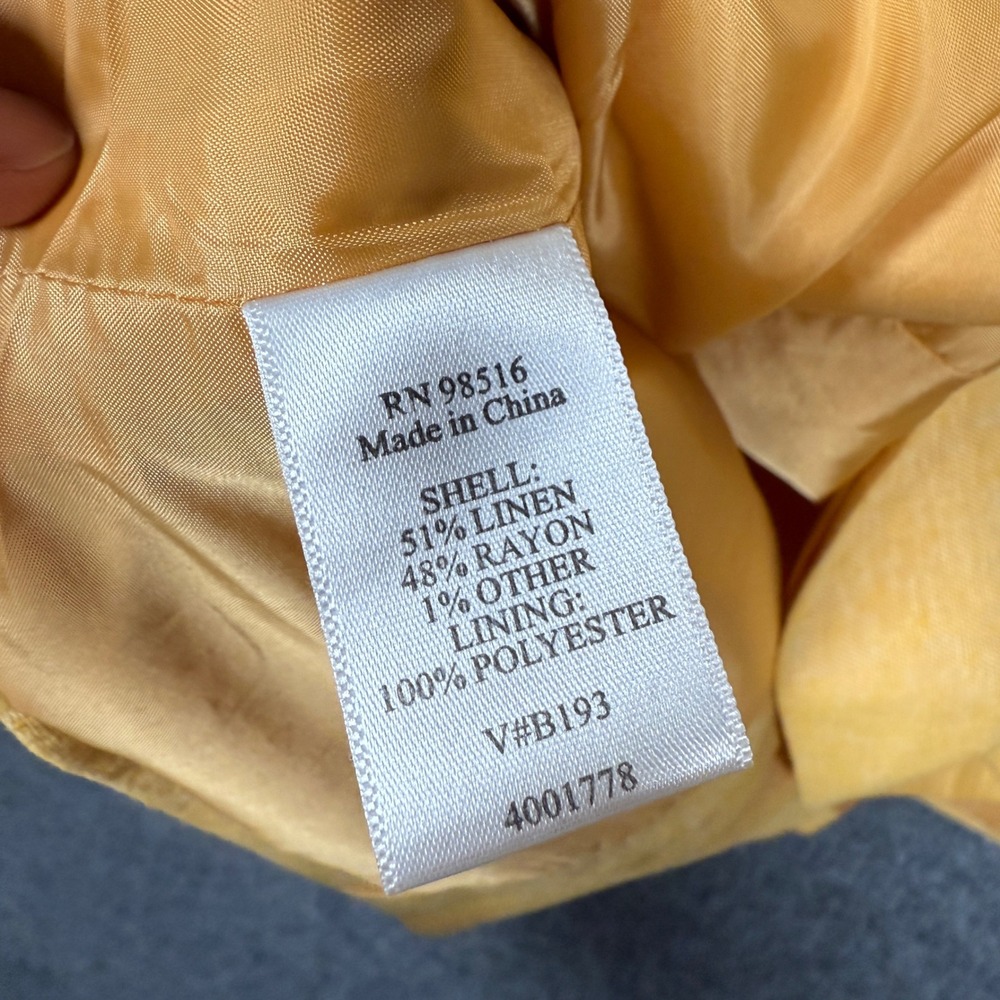 RN 98516
Made in China
SHELL:
51% LINEN
48% RAYON
1% OTHER
LINING:
100% POLYESTER
V#B193
4001778